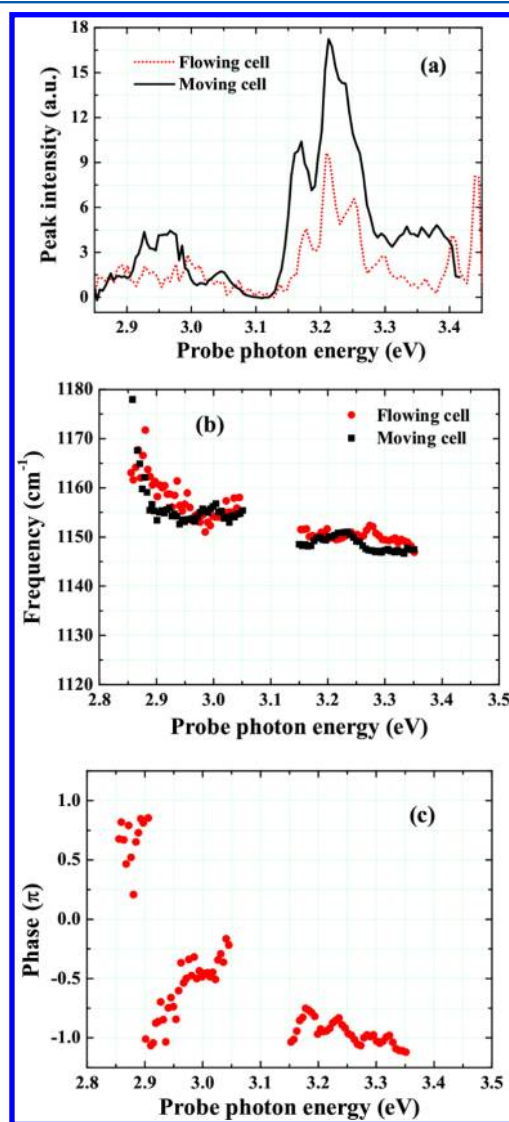 18
15
12
9
6
3
0
Peak intensity (a.u.)
Flowing cell
Moving cell
(a)
2.9 3.0 3.1 3.2 3.3 3.4
Probe photon energy (eV)
1180
1170
1160
1150
1140
1130
1120
Frequency (cm⁻¹)
(b)
Flowing cell
Moving cell
2.8 2.9 3.0 3.1 3.2 3.3 3.4 3.5
Probe photon energy (eV)
1.0
0.5
0.0
-0.5
-1.0
Phase (π)
(c)
2.8 2.9 3.0 3.1 3.2 3.3 3.4 3.5
Probe photon energy (eV)